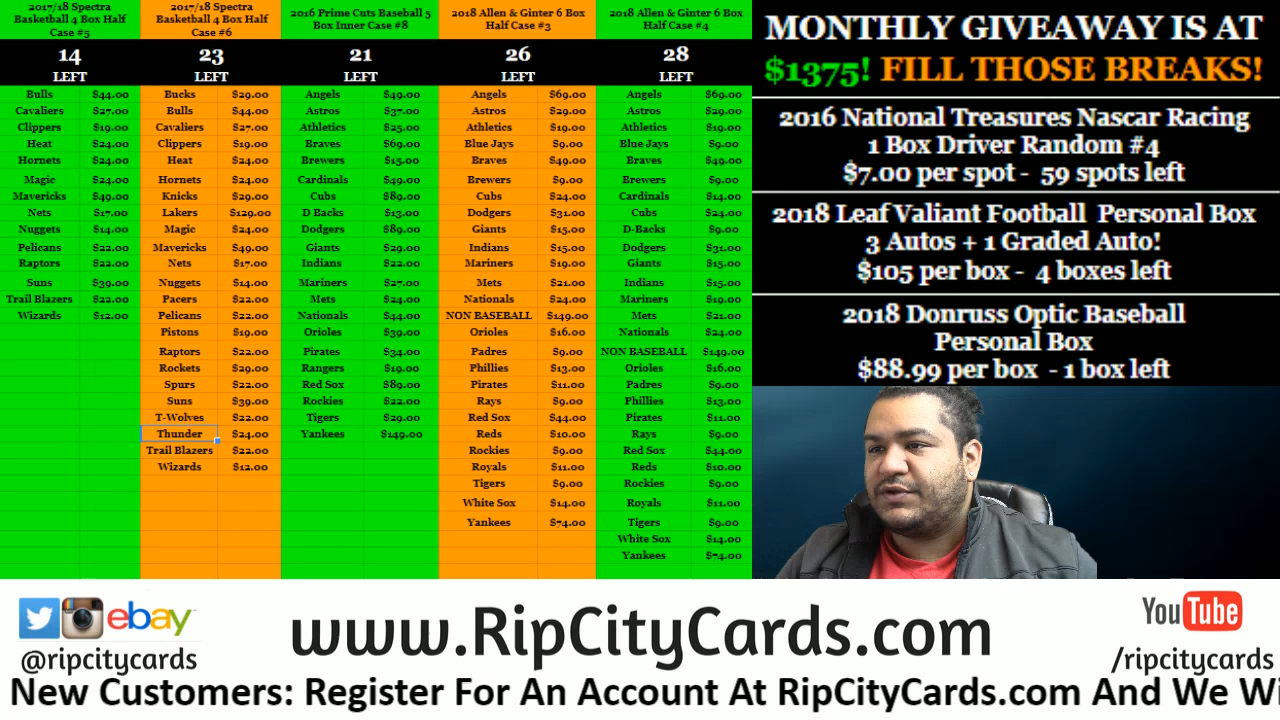 2017/18 Spectra
Basketball 4 Box Half
Case #5
14
LEFT
Bulls $44.00
Cavaliers $27.00
Clippers $19.00
Heat $24.00
Hornets $24.00
Magic $24.00
Mavericks $49.00
Nets $17.00
Nuggets $14.00
Pelicans $22.00
Raptors $22.00
Suns $39.00
Trail Blazers $22.00
Wizards $12.00
2017/18 Spectra
Basketball 4 Box Half
Case #6
23
LEFT
Bucks $29.00
Bulls $44.00
Cavaliers $27.00
Clippers $19.00
Heat $24.00
Hornets $24.00
Knicks $29.00
Lakers $129.00
Magic $24.00
Mavericks $49.00
Nets $17.00
Nuggets $14.00
Pacers $22.00
Pelicans $22.00
Pistons $19.00
Raptors $22.00
Rockets $29.00
Spurs $22.00
Suns $39.00
T-Wolves $22.00
Thunder $24.00
Trail Blazers $22.00
Wizards $12.00
2016 Prime Cuts Baseball 5
Box Inner Case #8
21
LEFT
Angels $49.00
Astros $37.00
Athletics $25.00
Braves $69.00
Brewers $15.00
Cardinals $49.00
Cubs $89.00
D Backs $13.00
Dodgers $89.00
Giants $29.00
Indians $22.00
Mariners $27.00
Mets $24.00
Nationals $44.00
Orioles $39.00
Pirates $34.00
Rangers $19.00
Red Sox $89.00
Rockies $22.00
Tigers $29.00
Yankees $149.00
2018 Allen & Ginter 6 Box
Half Case #3
26
LEFT
Angels $69.00
Astros $29.00
Athletics $19.00
Blue Jays $9.00
Braves $49.00
Brewers $9.00
Cubs $24.00
Dodgers $31.00
Giants $15.00
Indians $15.00
Mariners $19.00
Mets $21.00
Nationals $24.00
NON BASEBALL $149.00
Orioles $16.00
Padres $9.00
Phillies $13.00
Pirates $11.00
Rays $9.00
Red Sox $44.00
Reds $10.00
Rockies $9.00
Royals $11.00
Tigers $9.00
White Sox $14.00
Yankees $74.00
2018 Allen & Ginter 6 Box
Half Case #4
28
LEFT
Angels $69.00
Astros $29.00
Athletics $19.00
Blue Jays $9.00
Braves $49.00
Brewers $9.00
Cardinals $14.00
Cubs $24.00
D-Backs $9.00
Dodgers $31.00
Giants $15.00
Indians $15.00
Mariners $19.00
Mets $21.00
Nationals $24.00
NON BASEBALL $149.00
Orioles $16.00
Padres $9.00
Phillies $13.00
Pirates $11.00
Rays $9.00
Red Sox $44.00
Reds $10.00
Rockies $9.00
Royals $11.00
Tigers $9.00
White Sox $14.00
Yankees $74.00
MONTHLY GIVEAWAY IS AT
$1375! FILL THOSE BREAKS!
2016 National Treasures Nascar Racing
1 Box Driver Random #4
$7.00 per spot - 59 spots left
2018 Leaf Valiant Football Personal Box
3 Autos + 1 Graded Auto!
$105 per box - 4 boxes left
2018 Donruss Optic Baseball
Personal Box
$88.99 per box - 1 box left
ebay
@ripcitycards
www.RipCityCards.com
YouTube
/ripcitycards
New Customers: Register For An Account At RipCityCards.com And We Wi